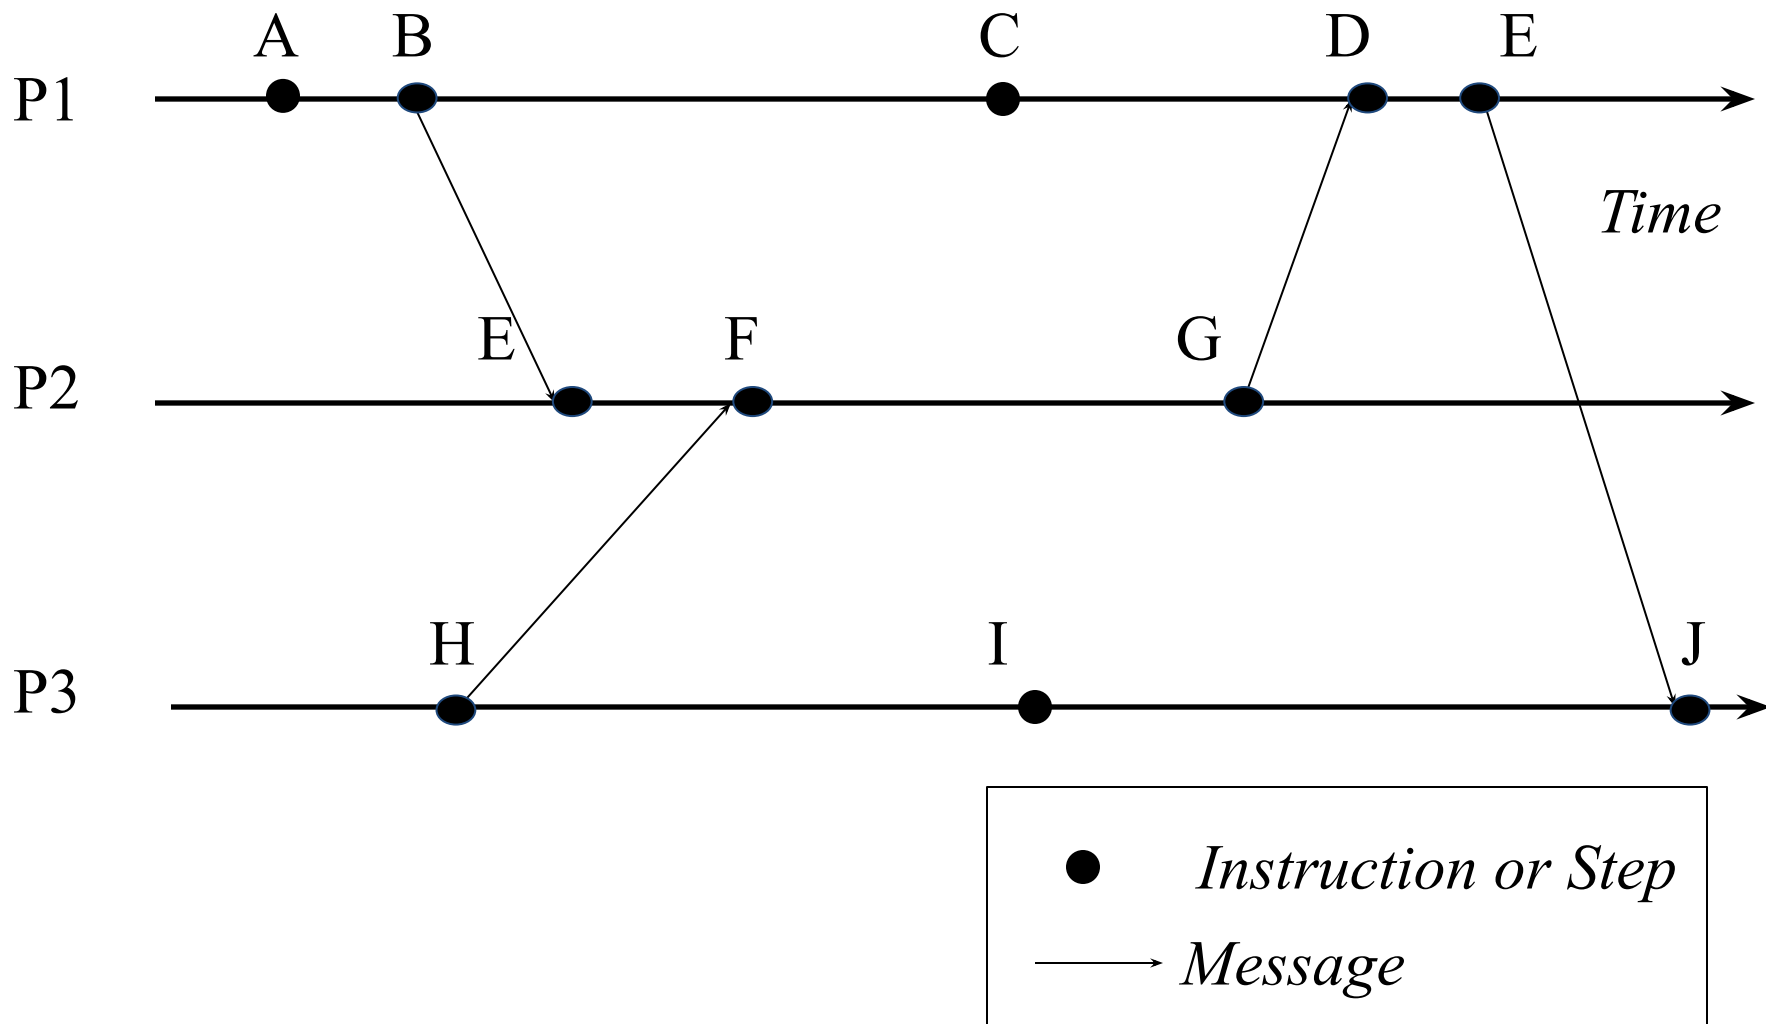 A B C D E
P1
Time
E F G
P2
H I J
P3
Instruction or Step
Message